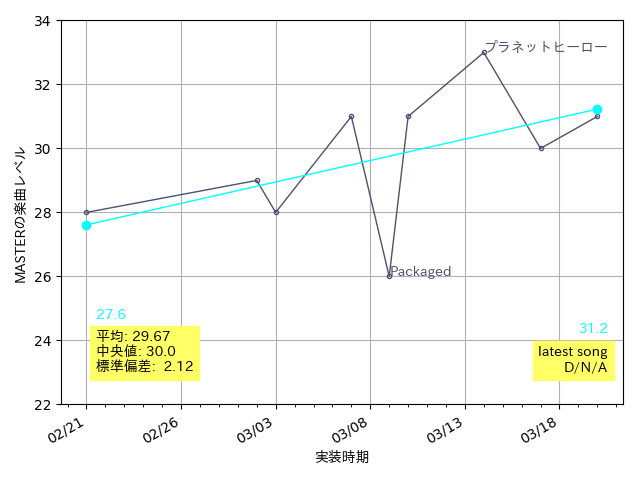 34
プラネットヒーロー
32
30
28
26
Packaged
27.6
31.2
平均: 29.67
中央値: 30.0
標準偏差: 2.12
24
latest song
D/N/A
22
MASTERの楽曲レベル
02/21
02/26
03/03
03/08
03/13
03/18
実装時期